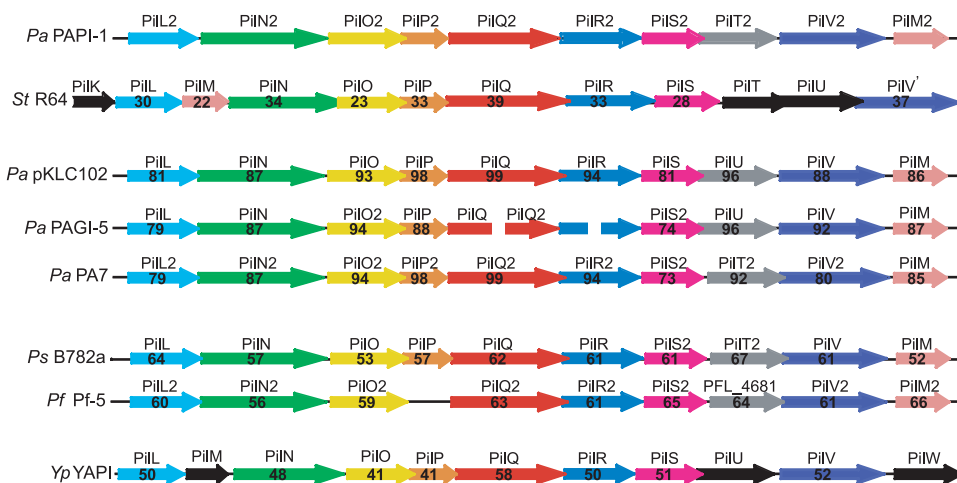 PilL2 PilN2 PilO2 PilP2 PilQ2 PilR2 PilS2 PilT2 PilV2 PilM2
Pa PAPI-1
PilK PilL PilM PilN PilO PilP PilQ PilR PilS PilT PilU PilV'
St R64 30 22 34 23 33 39 33 28 37
PilL PilN PilO PilP PilQ PilR PilS PilU PilV PilM
Pa pKLC102 81 87 93 98 99 94 81 96 88 86
PilL PilN PilO2 PilP PilQ PilQ2 PilS2 PilU PilV PilM
Pa PAGI-5 79 87 94 88 74 96 92 87
PilL2 PilN2 PilO2 PilP2 PilQ2 PilR2 PilS2 PilT2 PilV2 PilM
Pa PA7 79 87 94 98 99 94 73 92 80 85
PilL PilN PilO PilP PilQ PilR PilS2 PilT2 PilV PilM
Ps B782a 64 57 53 57 62 61 61 67 61 52
PilL2 PilN2 PilO2 PilQ2 PilR2 PilS2 PFL_4681 PilV2 PilM2
Pf Pf-5 60 56 59 63 61 65 64 61 66
PilL PilM PilN PilO PilP PilQ PilR PilS PilU PilV PilW
Yp YAPI 50 48 41 41 58 50 51 52